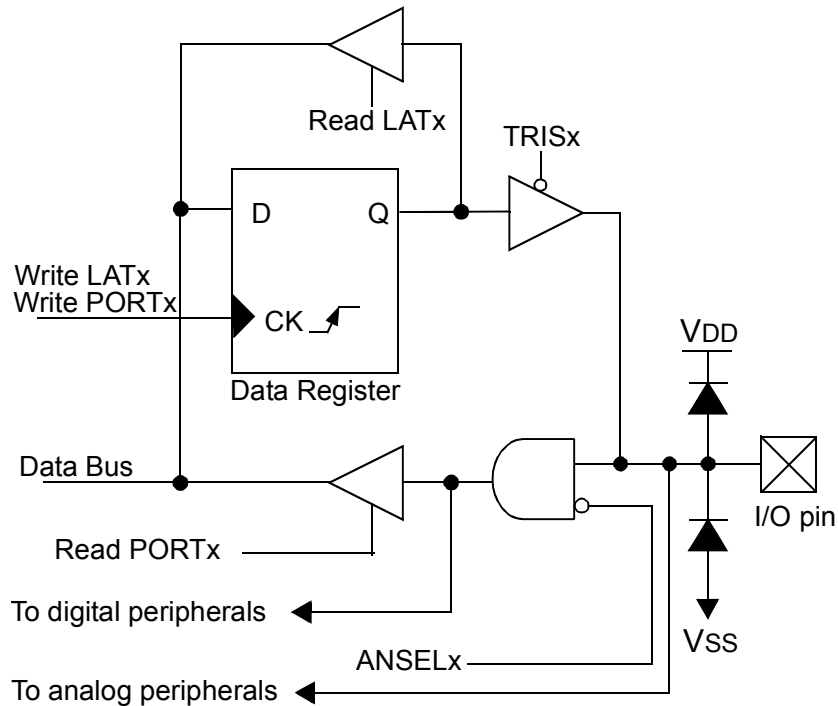 Read LATx
TRISx
D
Q
Write LATx
Write PORTx
CK
VDD
Data Register
Data Bus
I/O pin
Read PORTx
To digital peripherals
VSS
ANSELx
To analog peripherals